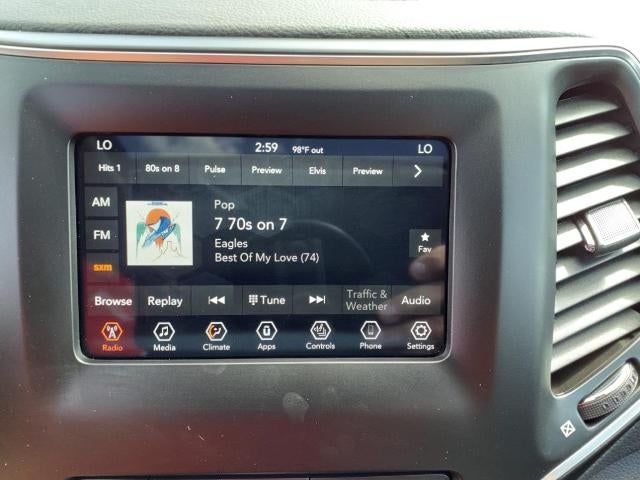 LO 2:59 98°F out LO
Hits 1 80s on 8 Pulse Preview Elvis Preview
AM
FM
sxm
Pop
7 70s on 7
Eagles
Best Of My Love (74)
Fav
Browse Replay Tune Traffic & Weather Audio
Radio Media Climate Apps Controls Phone Settings